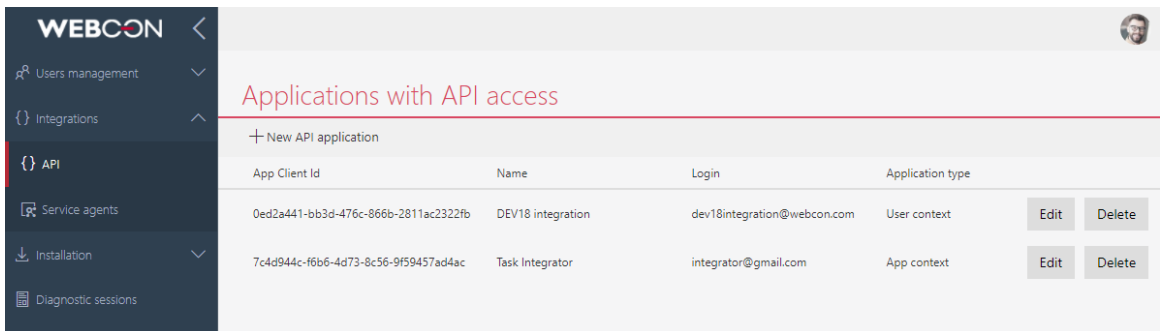 WEBCON
Users management
Integrations
API
Service agents
Installation
Diagnostic sessions
Applications with API access
New API application
App Client Id Name Login Application type
0ed2a441-bb3d-476c-866b-2811ac2322fb DEV18 integration dev18integration@webcon.com User context Edit Delete
7c4d944c-f6b6-4d73-8c56-9f59457ad4ac Task Integrator integrator@gmail.com App context Edit Delete